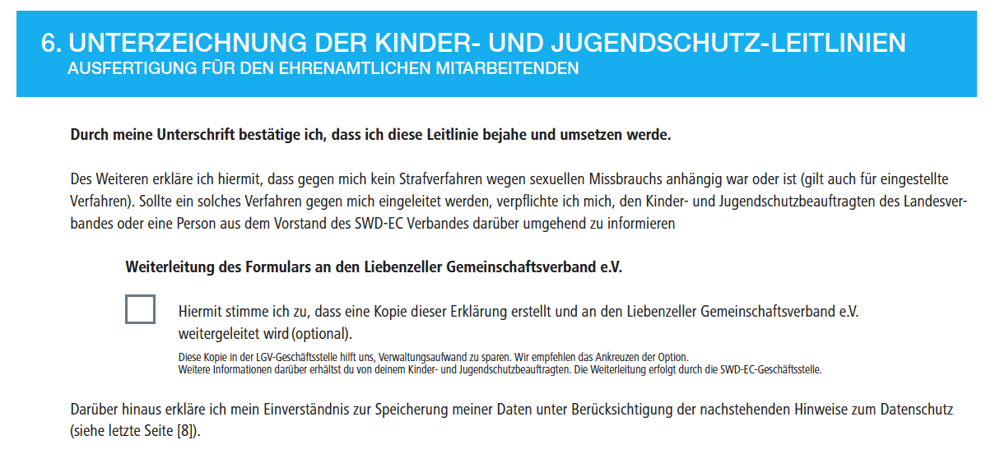 6. UNTERZEICHNUNG DER KINDER- UND JUGENDSCHUTZ-LEITLINIEN
AUSFERTIGUNG FÜR DEN EHRENAMTLICHEN MITARBEITENDEN
Durch meine Unterschrift bestätige ich, dass ich diese Leitlinie bejahe und umsetzen werde.
Des Weiteren erkläre ich hiermit, dass gegen mich kein Strafverfahren wegen sexuellen Missbrauchs anhängig war oder ist (gilt auch für eingestellte
Verfahren). Sollte ein solches Verfahren gegen mich eingeleitet werden, verpflichte ich mich, den Kinder- und Jugendschutzbeauftragten des Landesver-
bandes oder eine Person aus dem Vorstand des SWD-EC Verbandes darüber umgehend zu informieren
Weiterleitung des Formulars an den Liebenzeller Gemeinschaftsverband e.V.
Hiermit stimme ich zu, dass eine Kopie dieser Erklärung erstellt und an den Liebenzeller Gemeinschaftsverband e.V.
weitergeleitet wird (optional).
Diese Kopie in der LGV-Geschäftsstelle hilft uns, Verwaltungsaufwand zu sparen. Wir empfehlen das Ankreuzen der Option.
Weitere Informationen darüber erhältst du von deinem Kinder- und Jugendschutzbeauftragten. Die Weiterleitung erfolgt durch die SWD-EC-Geschäftsstelle.
Darüber hinaus erkläre ich mein Einverständnis zur Speicherung meiner Daten unter Berücksichtigung der nachstehenden Hinweise zum Datenschutz
(siehe letzte Seite [8]).